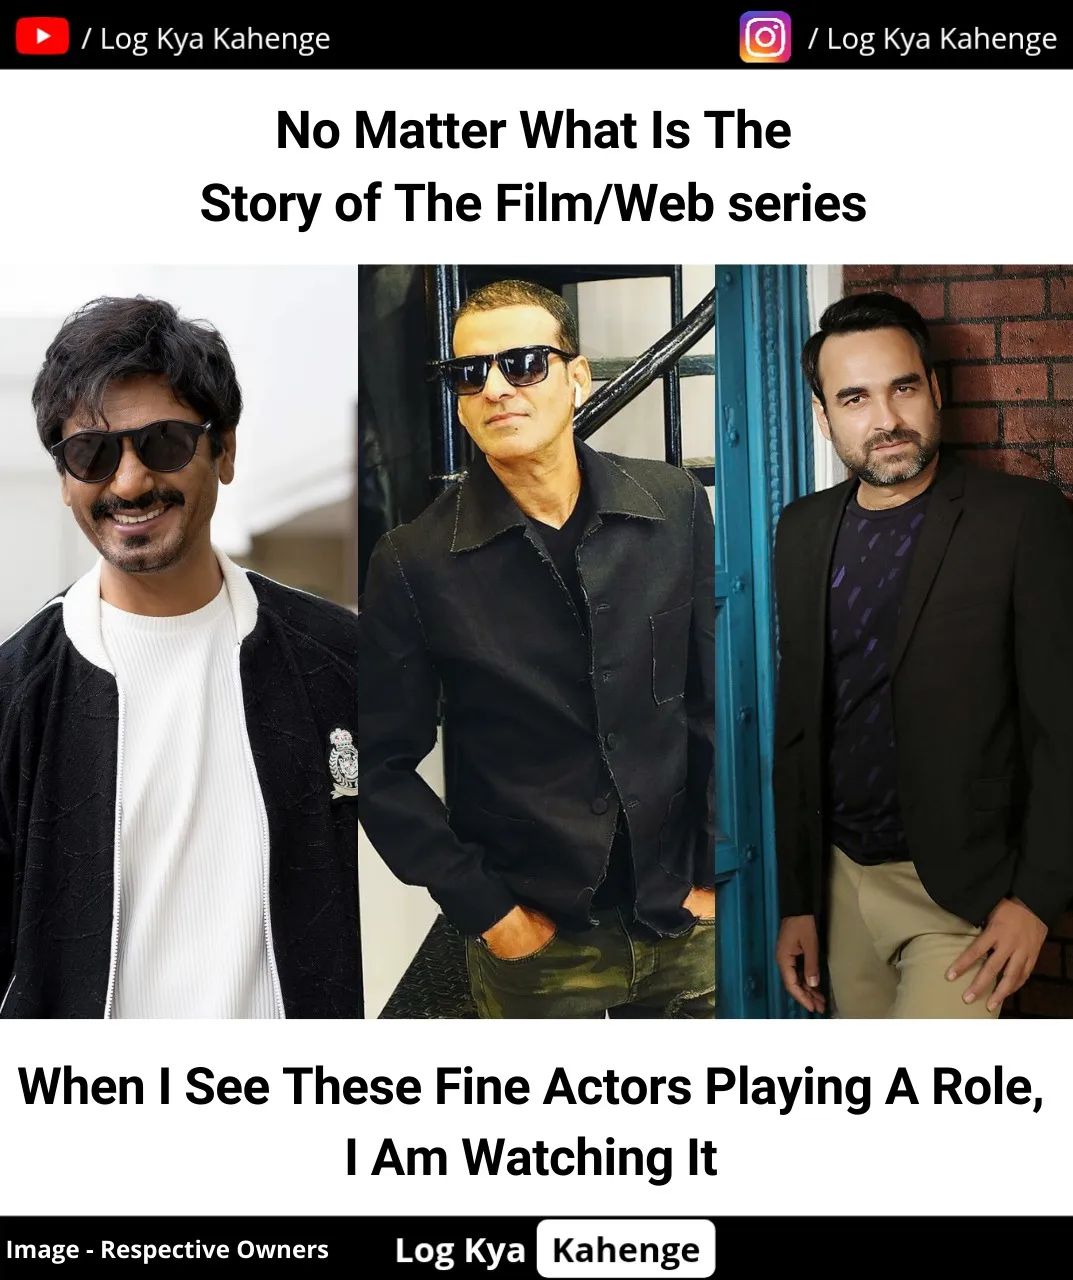 / Log Kya Kahenge
/ Log Kya Kahenge
No Matter What Is The
Story of The Film/Web series
When I See These Fine Actors Playing A Role,
I Am Watching It
Image - Respective Owners
Log Kya Kahenge